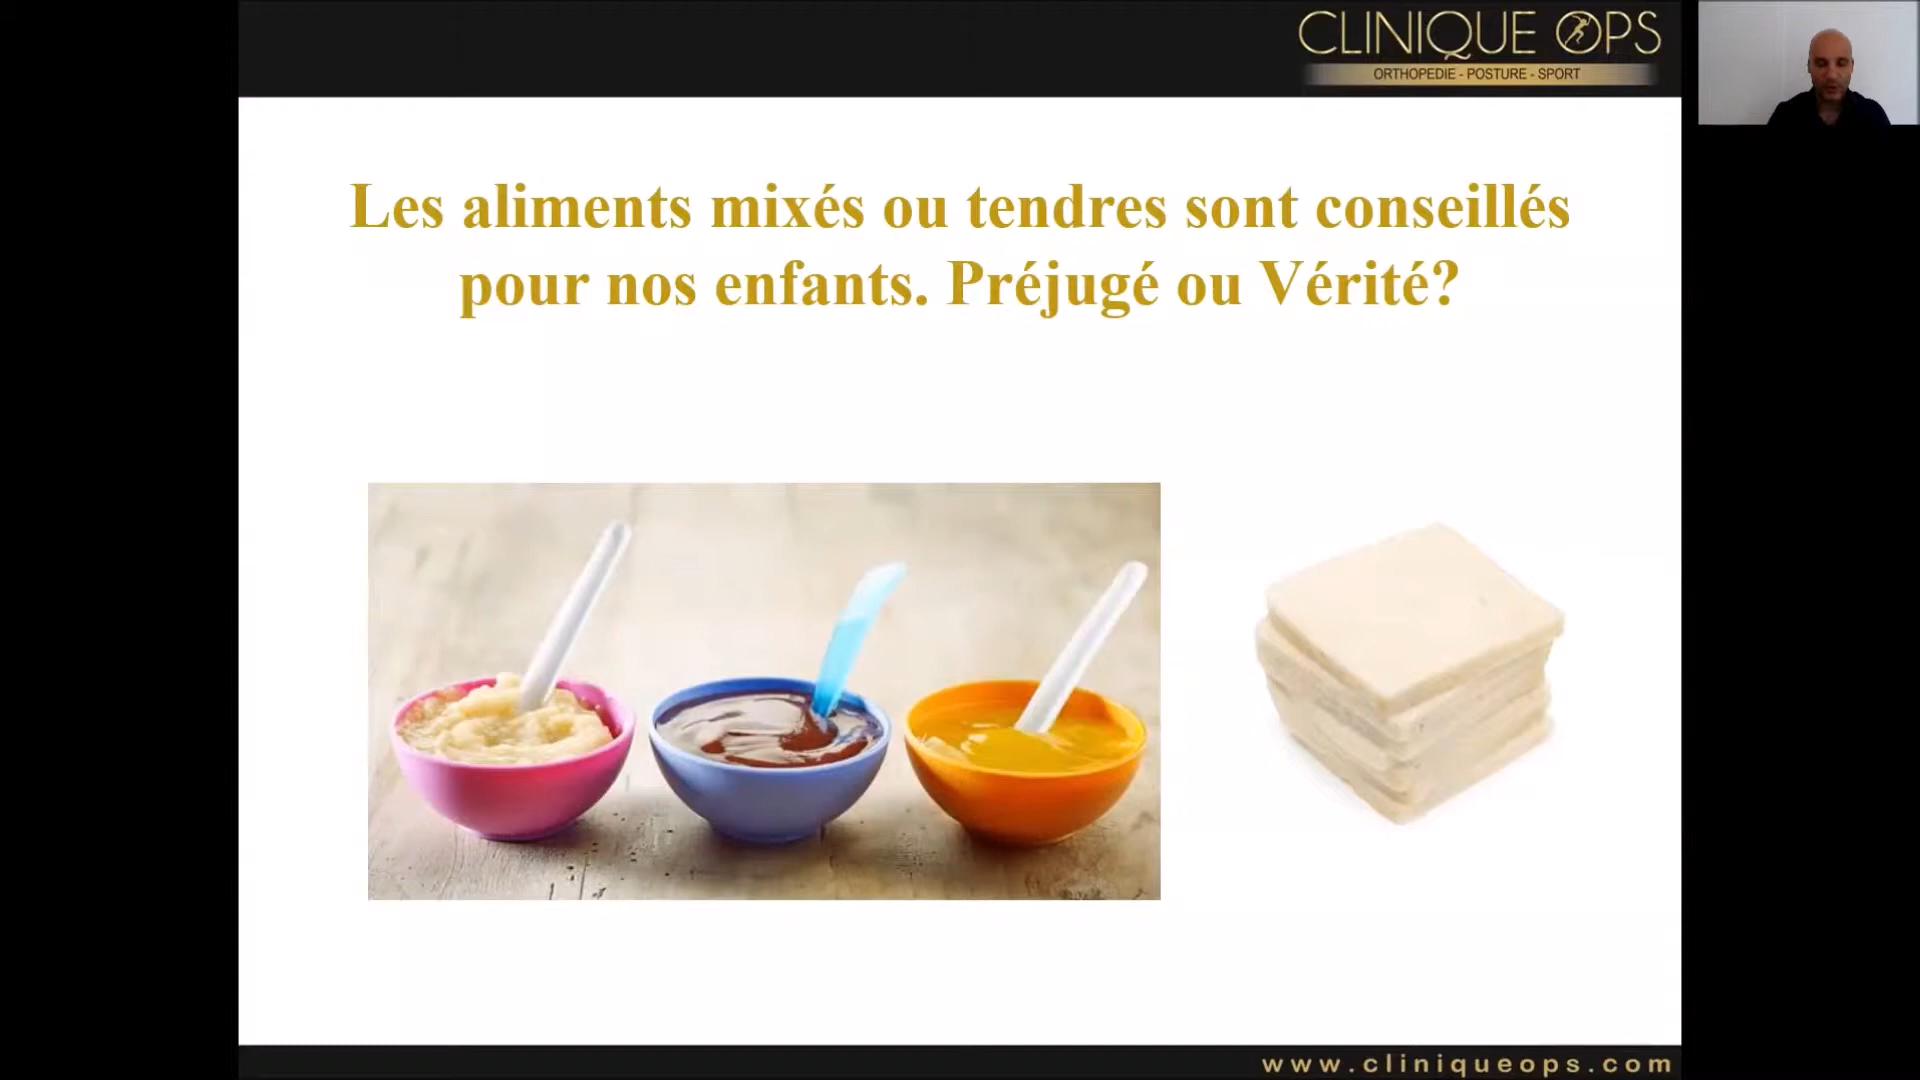 CLINIQUE OPS
ORTHOPEDIE - POSTURE - SPORT
Les aliments mixés ou tendres sont conseillés
pour nos enfants. Préjugé ou Vérité?
www.cliniqueops.com